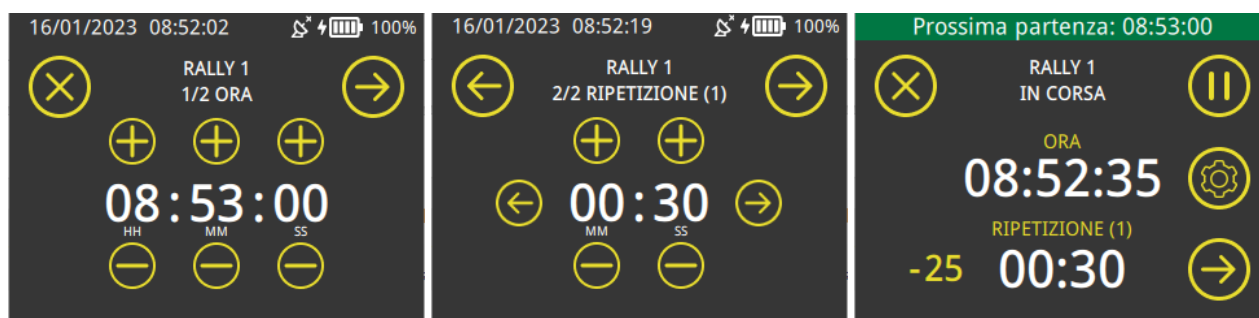 16/01/2023 08:52:02 100%
RALLY 1
1/2 ORA
08:53:00
HH MM SS
16/01/2023 08:52:19 100%
RALLY 1
2/2 RIPETIZIONE (1)
00:30
MM SS
Prossima partenza: 08:53:00
RALLY 1
IN CORSA
ORA
08:52:35
RIPETIZIONE (1)
-25 00:30